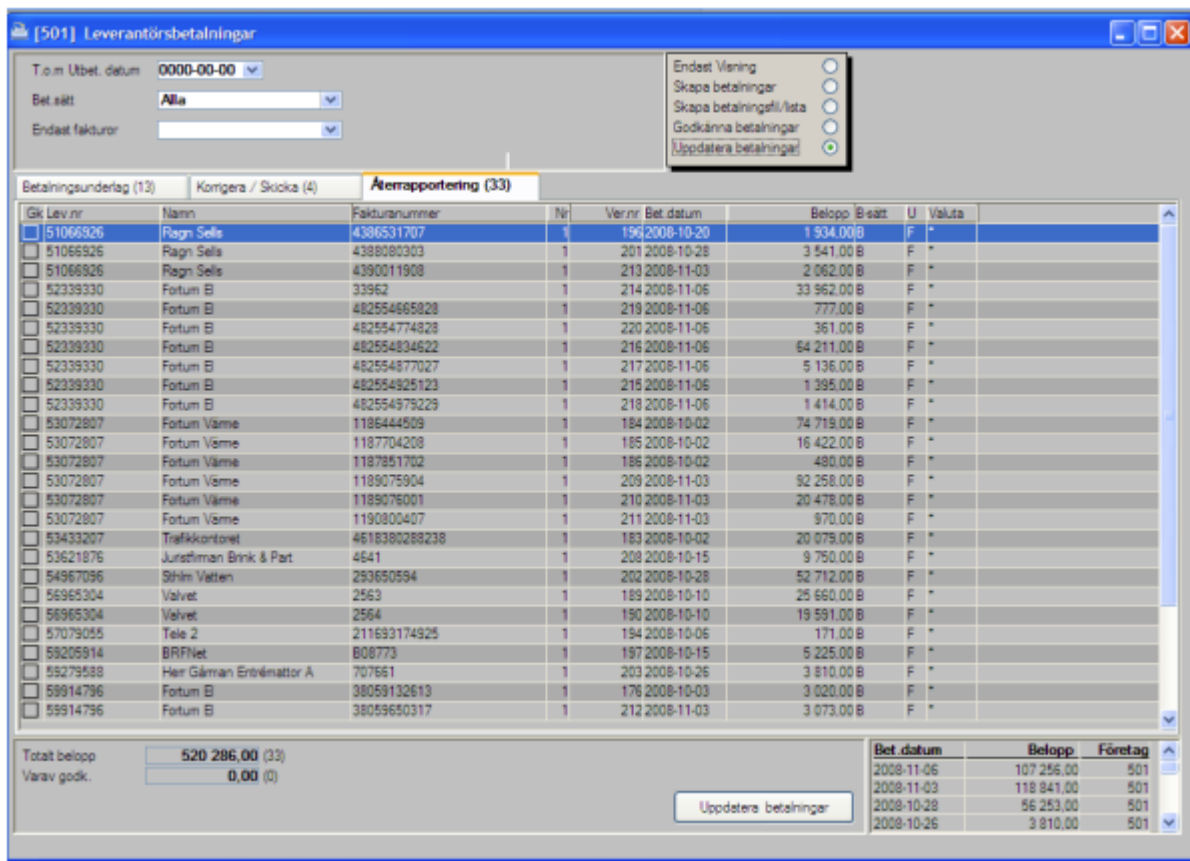 [501] Leverantörsbetalningar
T.o.m Utbet. datum 0000-00-00
Bet.sätt Alla
Endast fakturor
Endast Visning
Skapa betalningar
Skapa betalningsfil/lista
Godkänna betalningar
Uppdatera betalningar
Betalningsunderlag (13) Korrigera / Skicka (4) Återrapportering (33)
Gk Lev.nr Namn Fakturanummer Nr Ver.nr Bet.datum Belopp B-sätt U Valuta
51066926 Ragn Sells 4386531707 1 196 2008-10-20 1 934,00 B F *
51066926 Ragn Sells 4388080303 1 201 2008-10-28 3 541,00 B F *
51066926 Ragn Sells 4390011908 1 213 2008-11-03 2 062,00 B F *
52339330 Fortum El 33962 1 214 2008-11-06 33 962,00 B F *
52339330 Fortum El 482554665828 1 219 2008-11-06 777,00 B F *
52339330 Fortum El 482554774828 1 220 2008-11-06 361,00 B F *
52339330 Fortum El 482554834622 1 216 2008-11-06 64 211,00 B F *
52339330 Fortum El 482554877027 1 217 2008-11-06 5 136,00 B F *
52339330 Fortum El 482554925123 1 215 2008-11-06 1 395,00 B F *
52339330 Fortum El 482554979229 1 218 2008-11-06 1 414,00 B F *
53072807 Fortum Värme 1186444509 1 184 2008-10-02 74 719,00 B F *
53072807 Fortum Värme 1187704208 1 185 2008-10-02 16 422,00 B F *
53072807 Fortum Värme 1187851702 1 186 2008-10-02 480,00 B F *
53072807 Fortum Värme 1189075904 1 209 2008-11-03 92 258,00 B F *
53072807 Fortum Värme 1189076001 1 210 2008-11-03 20 478,00 B F *
53072807 Fortum Värme 1190800407 1 211 2008-11-03 970,00 B F *
53433207 Trafikkontoret 4618380288238 1 183 2008-10-02 20 079,00 B F *
53621876 Juristfirman Brink & Part 4641 1 208 2008-10-15 9 750,00 B F *
54967096 Sthlm Vatten 293650594 1 202 2008-10-28 52 712,00 B F *
56965304 Valvet 2563 1 189 2008-10-10 25 660,00 B F *
56965304 Valvet 2564 1 190 2008-10-10 19 591,00 B F *
57079055 Tele 2 211693174925 1 194 2008-10-06 171,00 B F *
59205914 BRFNet B08773 1 197 2008-10-15 5 225,00 B F *
59279588 Herr Gårman Entrémattor A 707661 1 203 2008-10-26 3 810,00 B F *
59914796 Fortum El 38059132613 1 176 2008-10-03 3 020,00 B F *
59914796 Fortum El 38059650317 1 212 2008-11-03 3 073,00 B F *
Totalt belopp 520 286,00 (33)
Varav godk. 0,00 (0)
Uppdatera betalningar
Bet.datum Belopp Företag
2008-11-06 107 256,00 501
2008-11-03 118 841,00 501
2008-10-28 56 253,00 501
2008-10-26 3 810,00 501